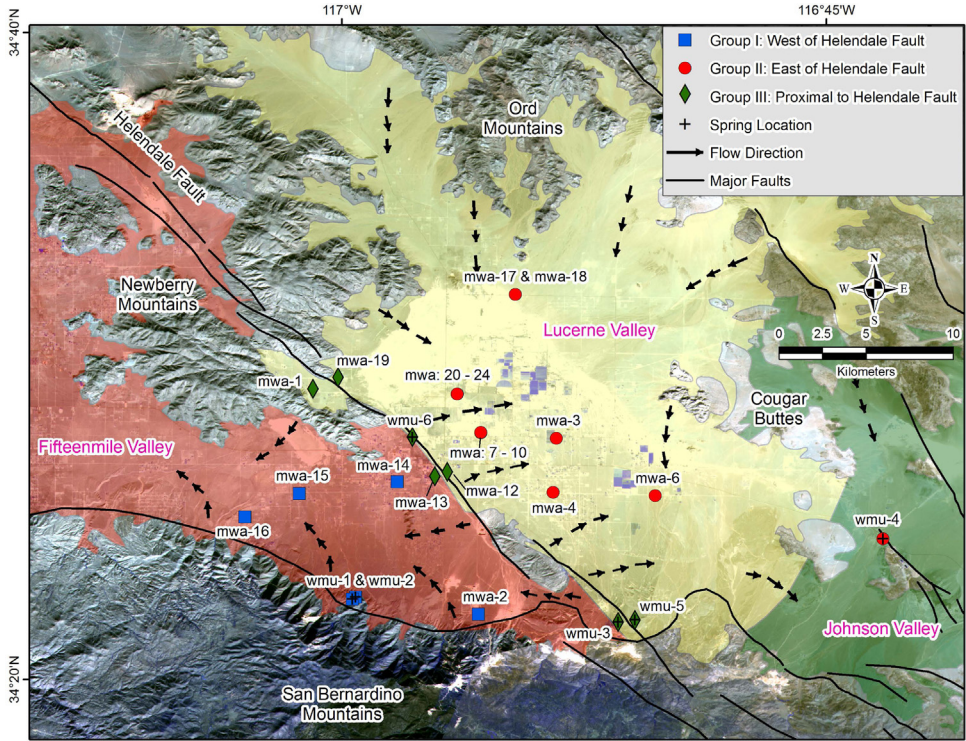 117°W
116°45'W
34°40'N
34°20'N
Group I: West of Helendale Fault
Group II: East of Helendale Fault
Group III: Proximal to Helendale Fault
Spring Location
Flow Direction
Major Faults
Helendale Fault
Ord
Mountains
N
W
E
S
0 2.5 5 10
Kilometers
Newberry
Mountains
mwa-17 & mwa-18
Lucerne Valley
mwa-19
mwa-1
mwa: 20 - 24
Cougar
Buttes
wmu-6
mwa-3
Fifteenmile Valley
mwa: 7 - 10
mwa-15
mwa-14
mwa-13
mwa-12
mwa-6
mwa-4
mwa-16
wmu-4
wmu-1 & wmu-2
mwa-2
wmu-5
wmu-3
Johnson Valley
San Bernardino
Mountains